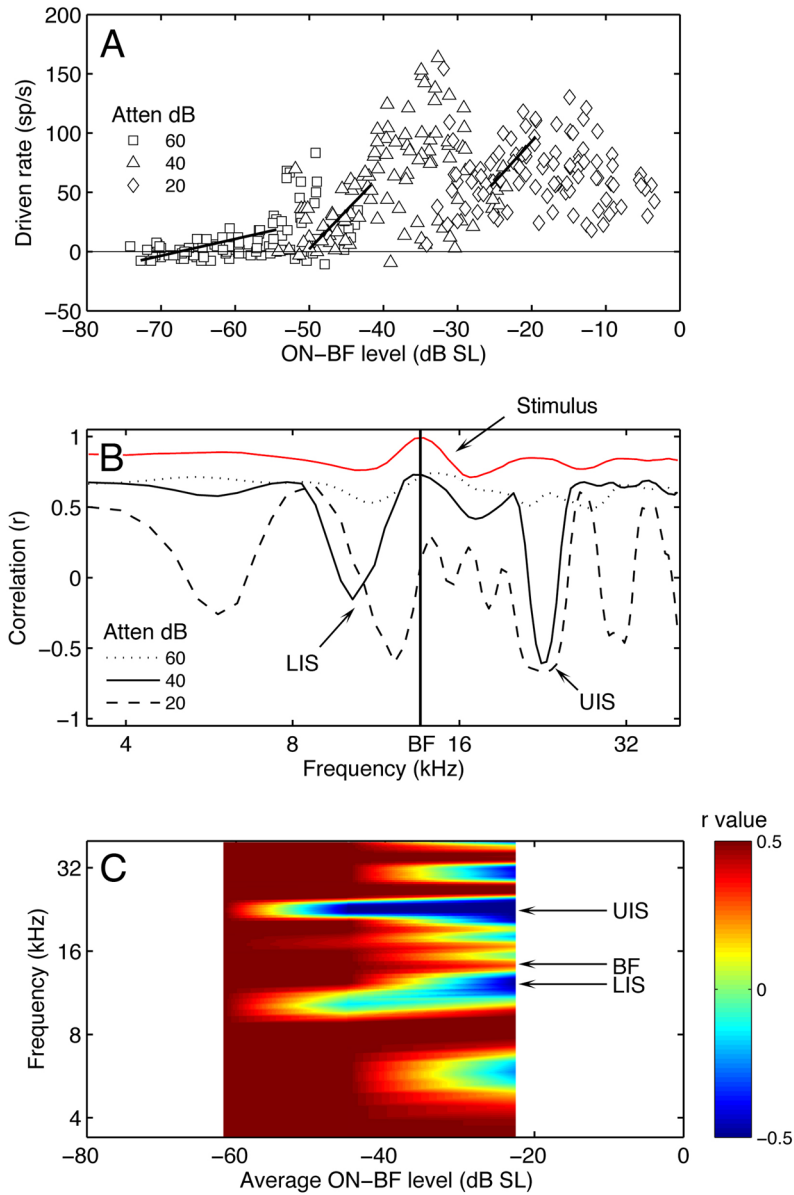 A
200
150
100
50
0
−50
Driven rate (sp/s)
Atten dB
60
40
20
−80 −70 −60 −50 −40 −30 −20 −10 0
ON−BF level (dB SL)
B
Stimulus
1
0.5
0
−0.5
−1
Correlation (r)
LIS
UIS
Atten dB
60
40
20
4 8 BF 16 32
Frequency (kHz)
C
r value
0.5
0
−0.5
32
16
8
4
Frequency (kHz)
UIS
BF
LIS
−80 −60 −40 −20 0
Average ON−BF level (dB SL)